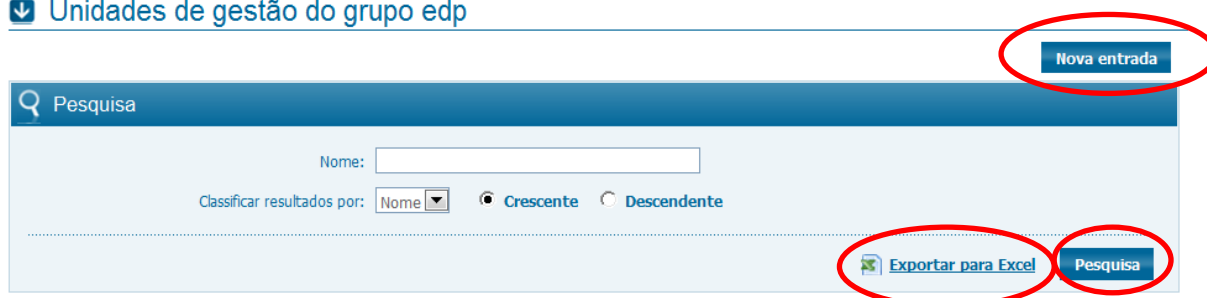 Unidades de gestão do grupo edp
Nova entrada
Pesquisa
Nome:
Classificar resultados por: Nome Crescente Descendente
Exportar para Excel Pesquisa